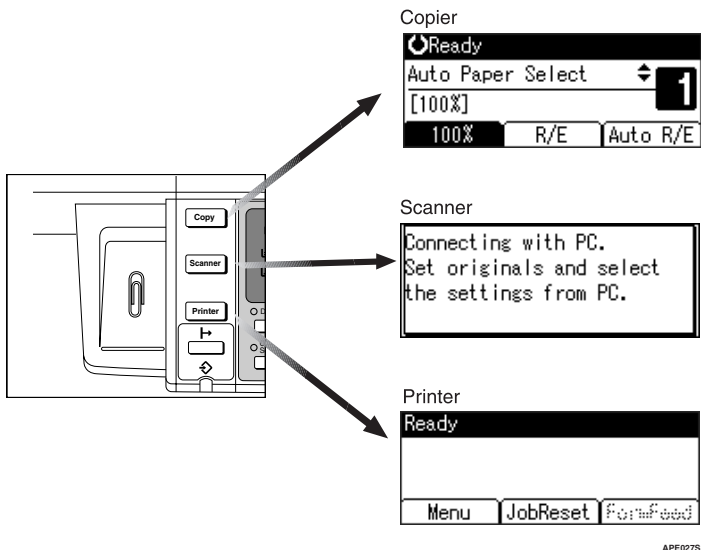 Copier
Ready
Auto Paper Select
1
[100%]
100% R/E Auto R/E
Copy
Scanner
Printer
Scanner
Connecting with PC.
Set originals and select
the settings from PC.
Printer
Ready
Menu JobReset FormFeed
APE027S